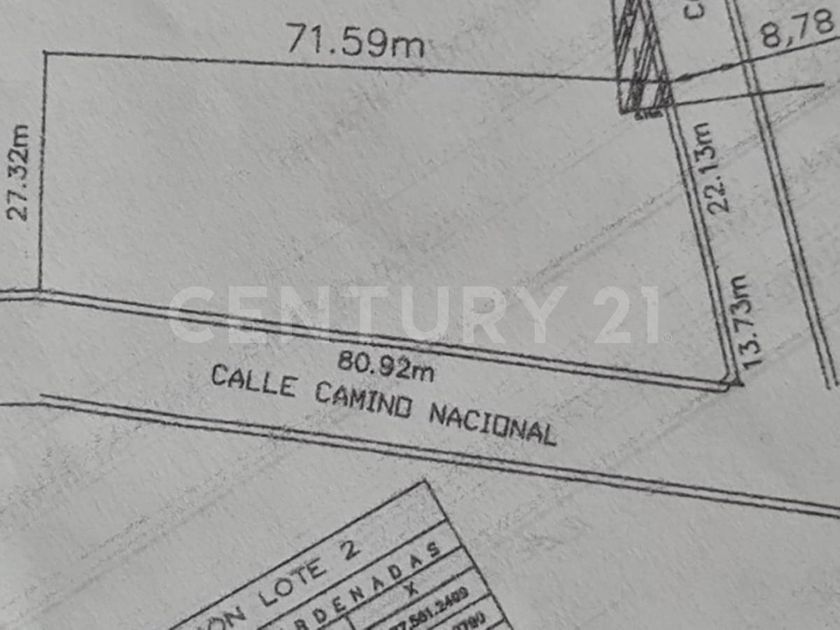 71.59m
8,78
27.32m
22.13m
13.73m
CENTURY 21
80.92m
CALLE CAMINO NACIONAL
LOTE 2
X